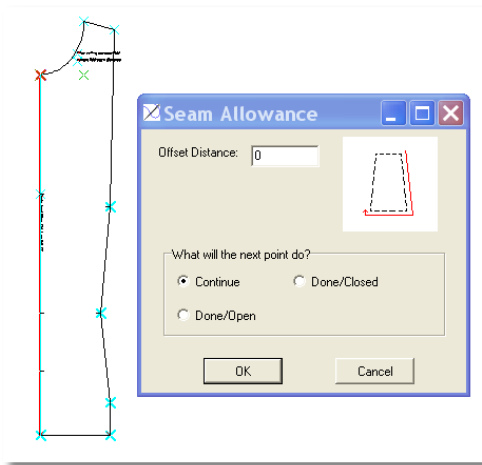 Seam Allowance
Offset Distance: 0
What will the next point do?
Continue
Done/Closed
Done/Open
OK
Cancel